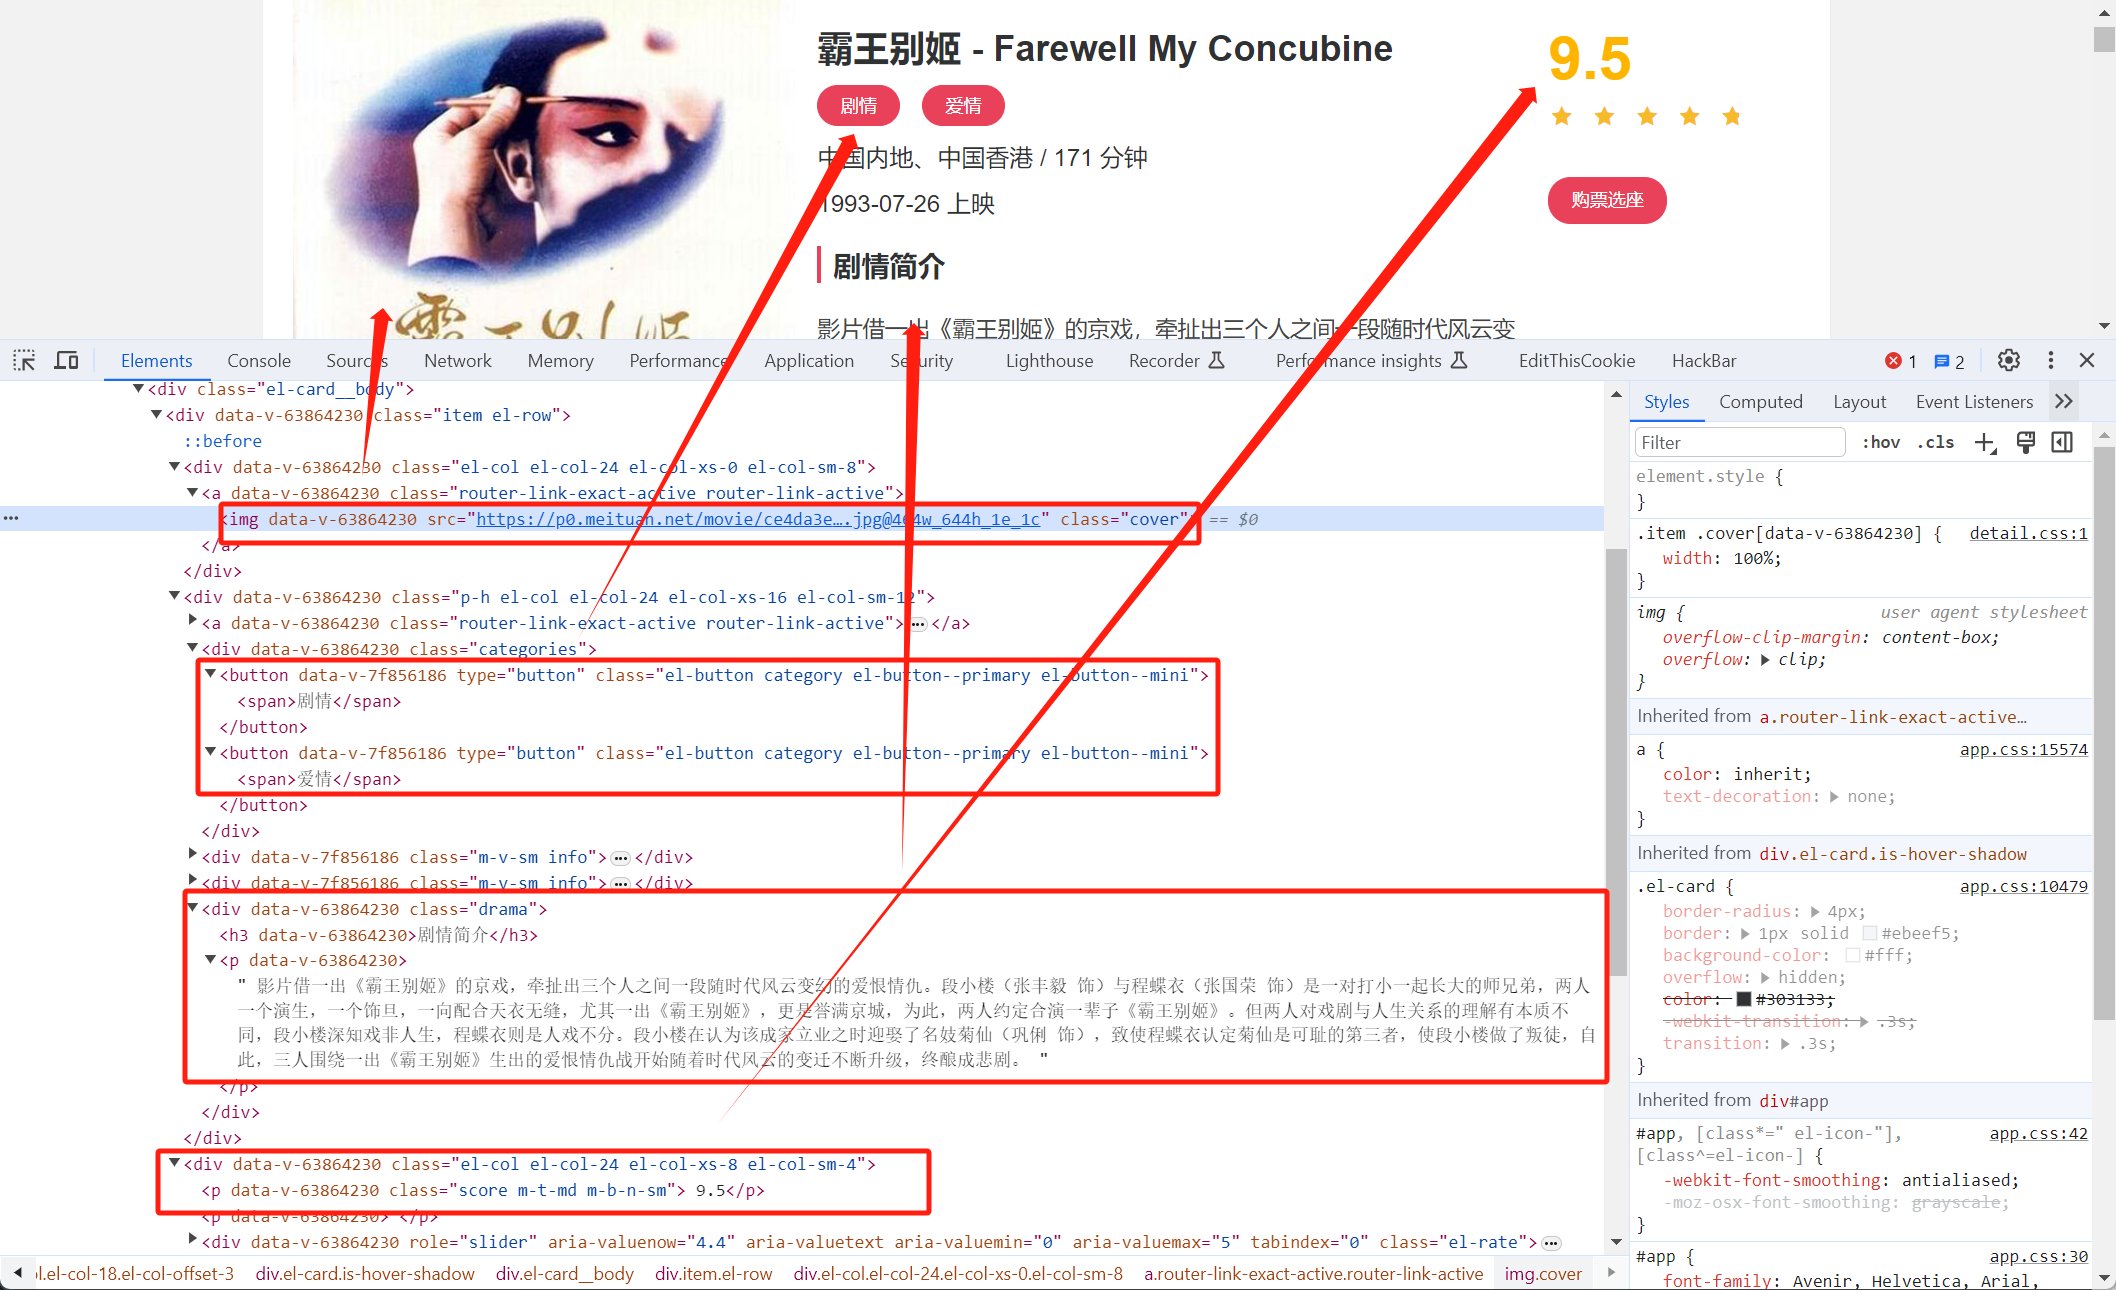 霸王别姬 - Farewell My Concubine
剧情 爱情
中国内地、中国香港 / 171 分钟
1993-07-26 上映
剧情简介
影片借一出《霸王别姬》的京戏，牵扯出三个人之间一段随时代风云变
9.5
购票选座
霸王别姬
Elements Console Sources Network Memory Performance Application Security Lighthouse Recorder Performance insights EditThisCookie HackBar 1 2
<div class="el-card__body">
<div data-v-63864230 class="item el-row">
::before
<div data-v-63864230 class="el-col el-col-24 el-col-xs-0 el-col-sm-8">
<a data-v-63864230 class="router-link-exact-active router-link-active">
<img data-v-63864230 src="https://p0.meituan.net/movie/ce4da3e….jpg@464w_644h_1e_1c" class="cover"> == $0
</a>
</div>
<div data-v-63864230 class="p-h el-col el-col-24 el-col-xs-16 el-col-sm-12">
<a data-v-63864230 class="router-link-exact-active router-link-active">…</a>
<div data-v-63864230 class="categories">
<button data-v-7f856186 type="button" class="el-button category el-button--primary el-button--mini">
<span>剧情</span>
</button>
<button data-v-7f856186 type="button" class="el-button category el-button--primary el-button--mini">
<span>爱情</span>
</button>
</div>
<div data-v-7f856186 class="m-v-sm info">…</div>
<div data-v-7f856186 class="m-v-sm info">…</div>
<div data-v-63864230 class="drama">
<h3 data-v-63864230>剧情简介</h3>
<p data-v-63864230>
" 影片借一出《霸王别姬》的京戏，牵扯出三个人之间一段随时代风云变幻的爱恨情仇。段小楼（张丰毅 饰）与程蝶衣（张国荣 饰）是一对打小一起长大的师兄弟，两人
一个演生，一个饰旦，一向配合天衣无缝，尤其一出《霸王别姬》，更是誉满京城，为此，两人约定合演一辈子《霸王别姬》。但两人对戏剧与人生关系的理解有本质不
同，段小楼深知戏非人生，程蝶衣则是人戏不分。段小楼在认为该成家立业之时迎娶了名妓菊仙（巩俐 饰），致使程蝶衣认定菊仙是可耻的第三者，使段小楼做了叛徒，自
此，三人围绕一出《霸王别姬》生出的爱恨情仇战开始随着时代风云的变迁不断升级，终酿成悲剧。 "
</p>
</div>
</div>
<div data-v-63864230 class="el-col el-col-24 el-col-xs-8 el-col-sm-4">
<p data-v-63864230 class="score m-t-md m-b-n-sm"> 9.5</p>
<p data-v-63864230> </p>
<div data-v-63864230 role="slider" aria-valuenow="4.4" aria-valuetext aria-valuemin="0" aria-valuemax="5" tabindex="0" class="el-rate">…
ol.el-col-18.el-col-offset-3 div.el-card.is-hover-shadow div.el-card__body div.item.el-row div.el-col.el-col-24.el-col-xs-0.el-col-sm-8 a.router-link-exact-active.router-link-active img.cover
Styles Computed Layout Event Listeners
Filter :hov .cls
element.style {
}
.item .cover[data-v-63864230] { detail.css:1
width: 100%;
}
img { user agent stylesheet
overflow-clip-margin: content-box;
overflow: clip;
}
Inherited from a.router-link-exact-active…
a { app.css:15574
color: inherit;
text-decoration: none;
}
Inherited from div.el-card.is-hover-shadow
.el-card { app.css:10479
border-radius: 4px;
border: 1px solid #ebeef5;
background-color: #fff;
overflow: hidden;
color: #303133;
-webkit-transition: .3s;
transition: .3s;
}
Inherited from div#app
#app, [class*=" el-icon-"], app.css:42
[class^=el-icon-] {
-webkit-font-smoothing: antialiased;
-moz-osx-font-smoothing: grayscale;
}
#app { app.css:30
font-family: Avenir, Helvetica, Arial,